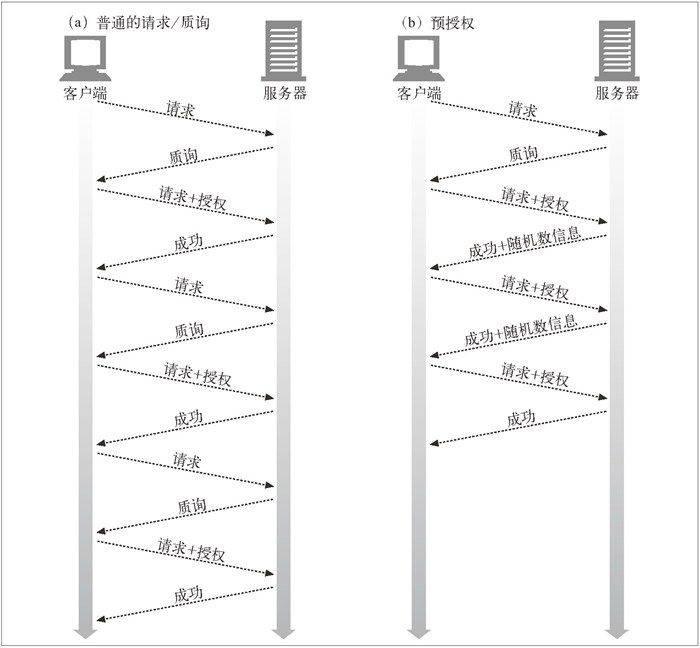 (a) 普通的请求/质询
客户端
服务器
请求
质询
请求+授权
成功
请求
质询
请求+授权
成功
请求
质询
请求+授权
成功
(b) 预授权
客户端
服务器
请求
质询
请求+授权
成功+随机数信息
请求+授权
成功+随机数信息
请求+授权
成功